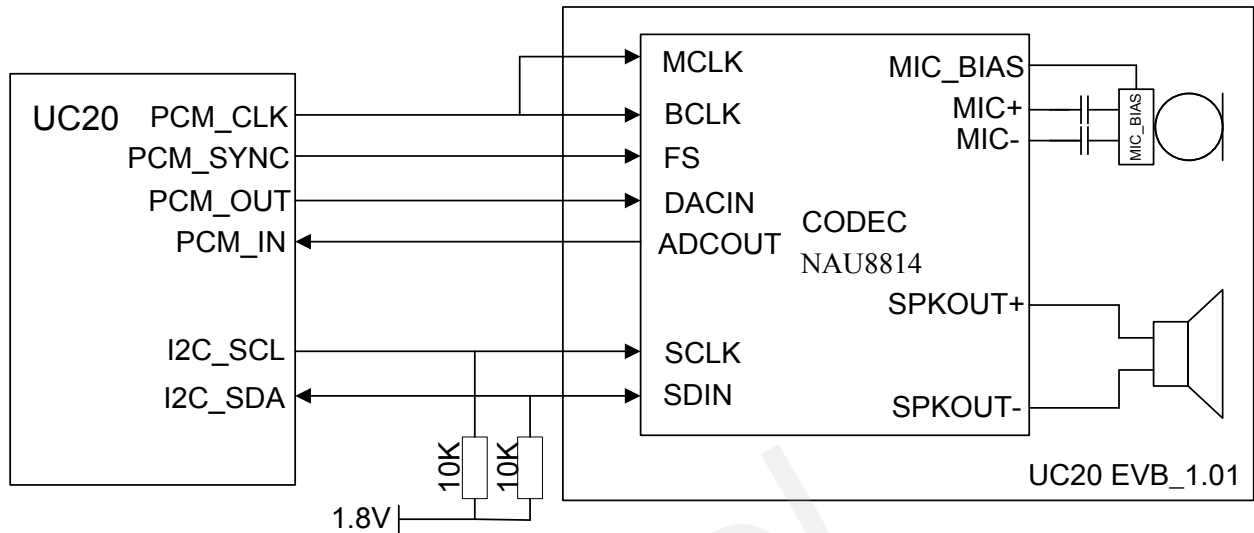 UC20
PCM_CLK
PCM_SYNC
PCM_OUT
PCM_IN
I2C_SCL
I2C_SDA
10K
10K
1.8V
MCLK
BCLK
FS
DACIN
ADCOUT
SCLK
SDIN
CODEC
NAU8814
MIC_BIAS
MIC+
MIC-
SPKOUT+
SPKOUT-
MIC_BIAS
UC20 EVB_1.01